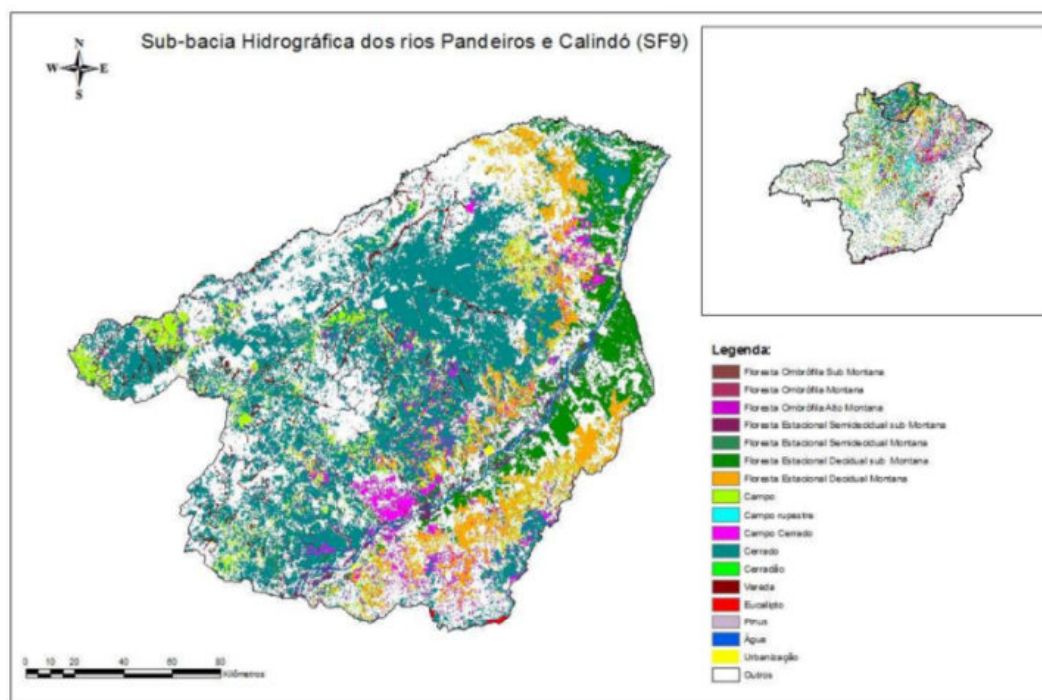 Sub-bacia Hidrográfica dos rios Pandeiros e Calindó (SF9)
N
W E
S
Legenda:
Floresta Ombrófila Sub Montana
Floresta Ombrófila Montana
Floresta Ombrófila Alto Montana
Floresta Estacional Semidecidual sub Montana
Floresta Estacional Semidecidual Montana
Floresta Estacional Decidual sub Montana
Floresta Estacional Decidual Montana
Campo
Campo rupestre
Campo Cerrado
Cerrado
Cerradão
Vereda
Eucalipto
Pinus
Água
Urbanização
Outros
0 10 20 40 60 80
Kilômetros